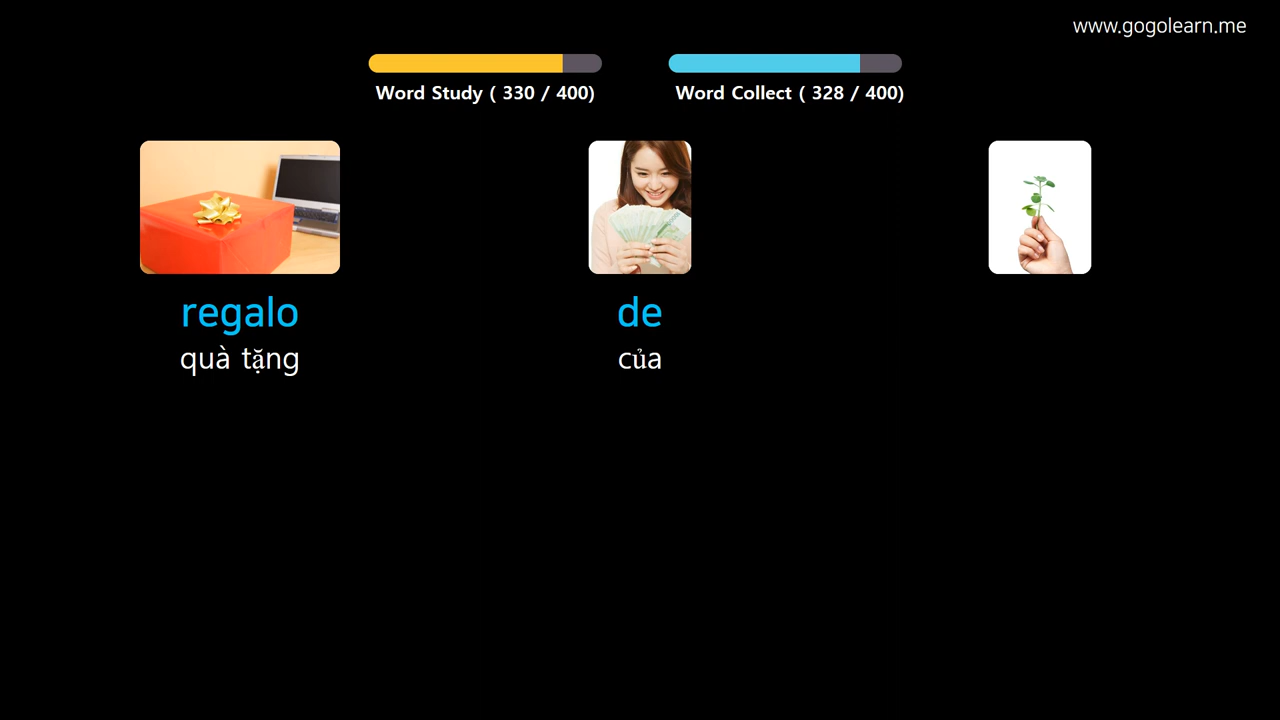 www.gogolearn.me
Word Study ( 330 / 400)
Word Collect ( 328 / 400)
regalo
quà tặng
de
của